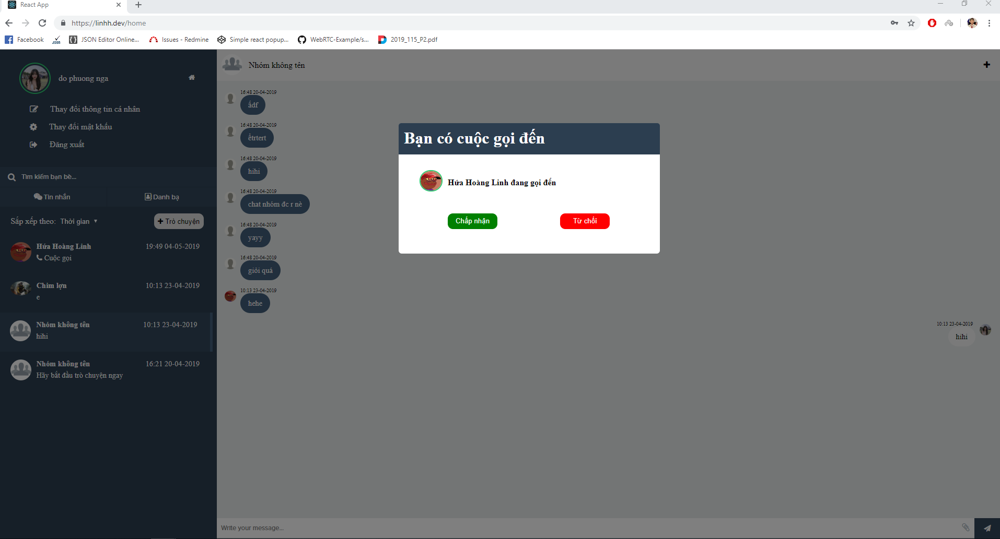 React App
https://linhh.dev/home
Facebook
JSON
JSON Editor Online...
Issues - Redmine
Simple react popup...
WebRTC-Example/s...
2019_115_P2.pdf
do phuong nga
Thay đổi thông tin cá nhân
Thay đổi mật khẩu
Đăng xuất
Tìm kiếm bạn bè...
Tin nhắn
Danh bạ
Sắp xếp theo: Thời gian
Trò chuyện
Hứa Hoàng Linh 19:49 04-05-2019
Cuộc gọi
Chim lợn 10:13 23-04-2019
e
Nhóm không tên 10:13 23-04-2019
hihi
Nhóm không tên 16:21 20-04-2019
Hãy bắt đầu trò chuyện ngay
Nhóm không tên
16:48 20-04-2019
ấdf
16:48 20-04-2019
êtrtert
16:48 20-04-2019
hihi
16:48 20-04-2019
chat nhóm đc r nè
16:48 20-04-2019
yayy
16:48 20-04-2019
giỏi quá
10:13 23-04-2019
hehe
10:13 23-04-2019
hihi
Bạn có cuộc gọi đến
Hứa Hoàng Linh đang gọi đến
Chấp nhận
Từ chối
Write your message...